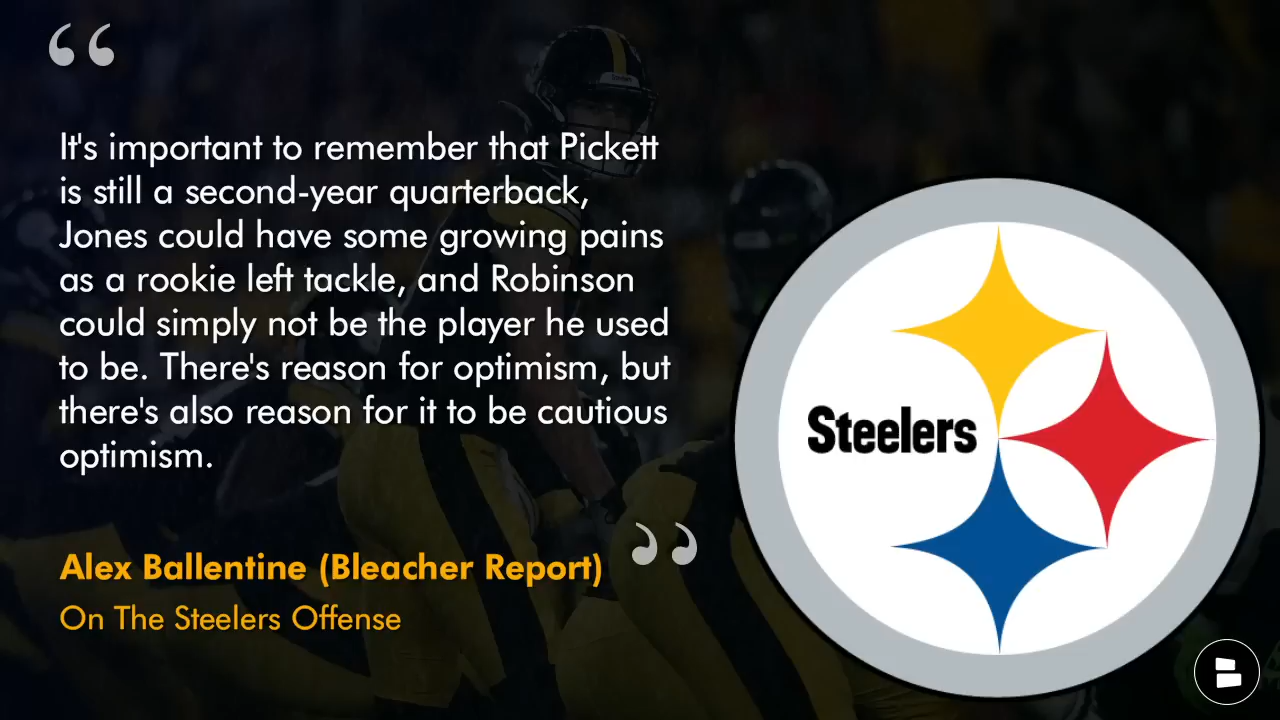 “
It's important to remember that Pickett
is still a second-year quarterback,
Jones could have some growing pains
as a rookie left tackle, and Robinson
could simply not be the player he used
to be. There's reason for optimism, but
there's also reason for it to be cautious
optimism.
”
Alex Ballentine (Bleacher Report)
On The Steelers Offense
Steelers